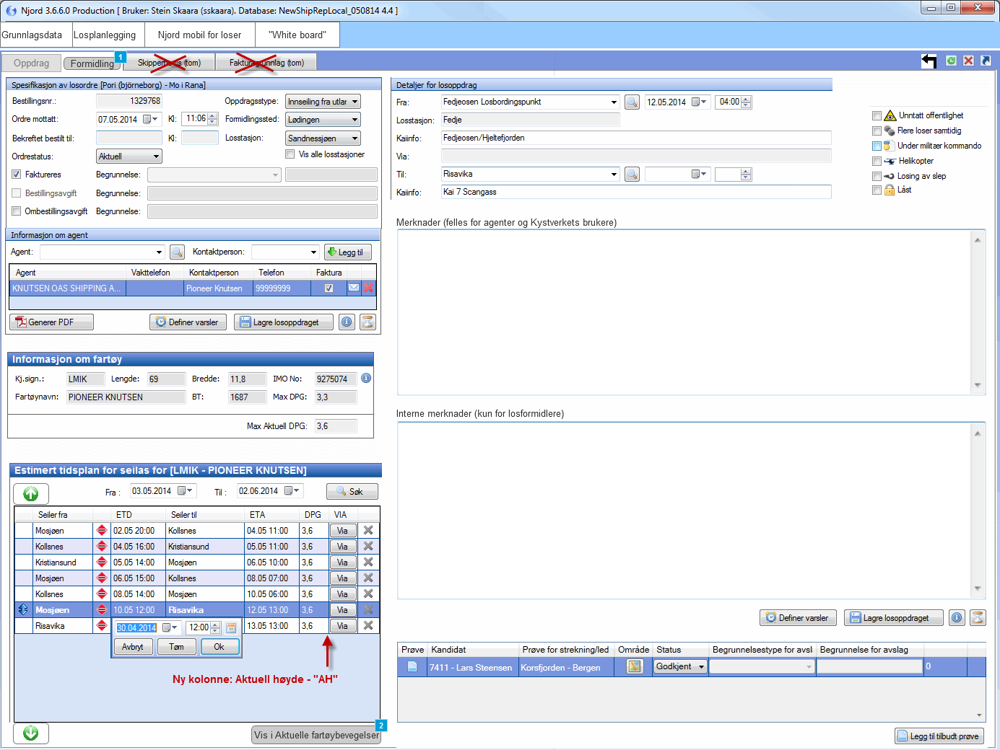 Njord 3.6.6.0 Production [ Bruker: Stein Skaara (sskaara). Database: NewShipRepLocal_050814 4.4 ]
Grunnlagsdata Losplanlegging Njord mobil for loser "White board"
Oppdrag Formidling 1 (tom) (tom)
Spesifikasjon av losordre [Pori (björneborg) - Mo i Rana]
Bestillingsnr.: 1329768 Oppdragstype: Innseiling fra utlar
Ordre mottatt: 07.05.2014 Kl: 11:06 Formidlingssted: Lødingen
Bekreftet bestilt til: Kl: Losstasjon: Sandnessjøen
Ordrestatus: Aktuell Vis alle losstasjoner
Faktureres Begrunnelse:
Bestillingsavgift Begrunnelse:
Ombestillingsavgift Begrunnelse:
Informasjon om agent
Agent: Kontaktperson: Legg til
Agent Vakttelefon Kontaktperson Telefon Faktura
KNUTSEN OAS SHIPPING A... Pioneer Knutsen 99999999
Generer PDF Definer varsler Lagre losoppdraget
Informasjon om fartøy
Kj.sign.: LMIK Lengde: 69 Bredde: 11,8 IMO No: 9275074
Fartøynavn: PIONEER KNUTSEN BT: 1687 Max DPG: 3,3
Max Aktuell DPG: 3,6
Estimert tidsplan for seilas for [LMIK - PIONEER KNUTSEN]
Fra : 03.05.2014 Til : 02.06.2014 Søk
Seiler fra ETD Seiler til ETA DPG VIA
Mosjøen 02.05 20:00 Kollsnes 04.05 11:00 3,6 Via
Kollsnes 04.05 16:00 Kristiansund 05.05 11:00 3,6 Via
Kristiansund 05.05 14:00 Mosjøen 06.05 10:00 3,6 Via
Mosjøen 06.05 15:00 Kollsnes 08.05 07:00 3,6 Via
Kollsnes 08.05 14:00 Mosjøen 10.05 06:00 3,6 Via
Mosjøen 10.05 12:00 Risavika 12.05 13:00 3,6 Via
Risavika 13.05 13:00 3,6 Via
30.04.2014 12:00
Avbryt Tøm Ok
Ny kolonne: Aktuell høyde - "AH"
Vis i Aktuelle fartøybevegelser 2
Detaljer for losoppdrag
Fra: Fedjeosen Losbordingspunkt 12.05.2014 04:00
Losstasjon: Fedje
Kaiinfo: Fedjeosen/Hjeltefjorden
Via:
Til: Risavika
Kaiinfo: Kai 7 Scangass
Unntatt offentlighet
Flere loser samtidig
Under militær kommando
Helikopter
Losing av slep
Låst
Merknader (felles for agenter og Kystverkets brukere)
Interne merknader (kun for losformidlere)
Definer varsler Lagre losoppdraget
Prøve Kandidat Prøve for strekning/led Område Status Begrunnelsestype for avsl Begrunnelse for avslag
7411 - Lars Steensen Korsfjorden - Bergen Godkjent 0
Legg til tilbudt prøve